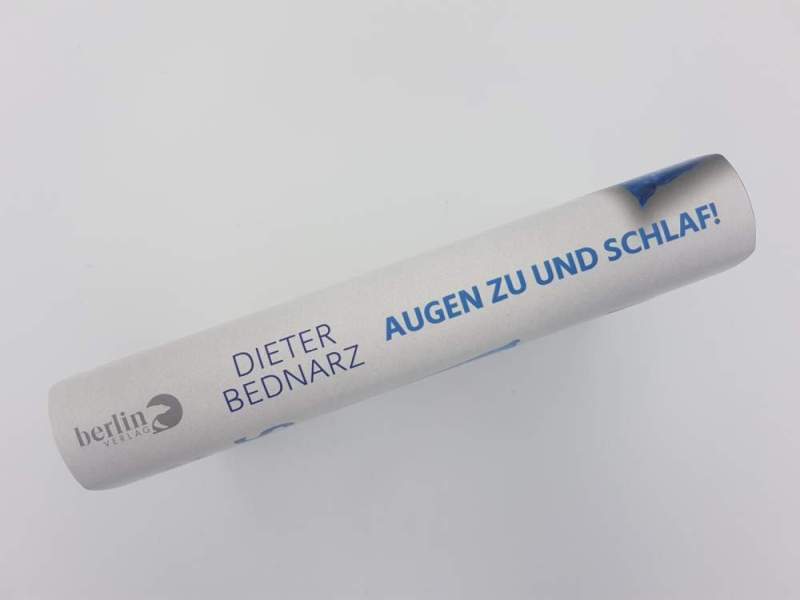 berlin
VERLAG
DIETER
BEDNARZ
AUGEN ZU UND SCHLAF!